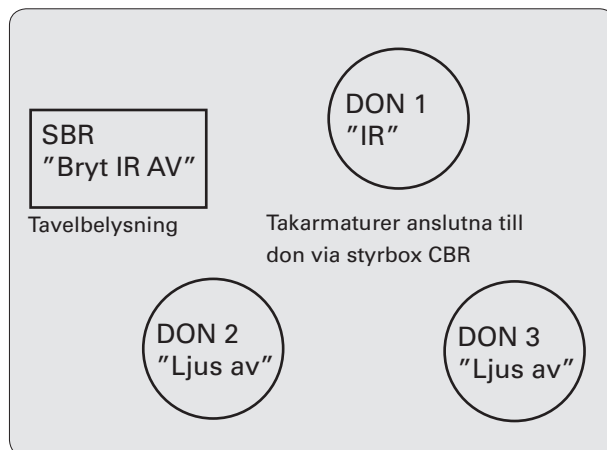 DON 1
”IR”
SBR
”Bryt IR AV”
Tavelbelysning
Takarmaturer anslutna till
don via styrbox CBR
DON 2
”Ljus av”
DON 3
”Ljus av”